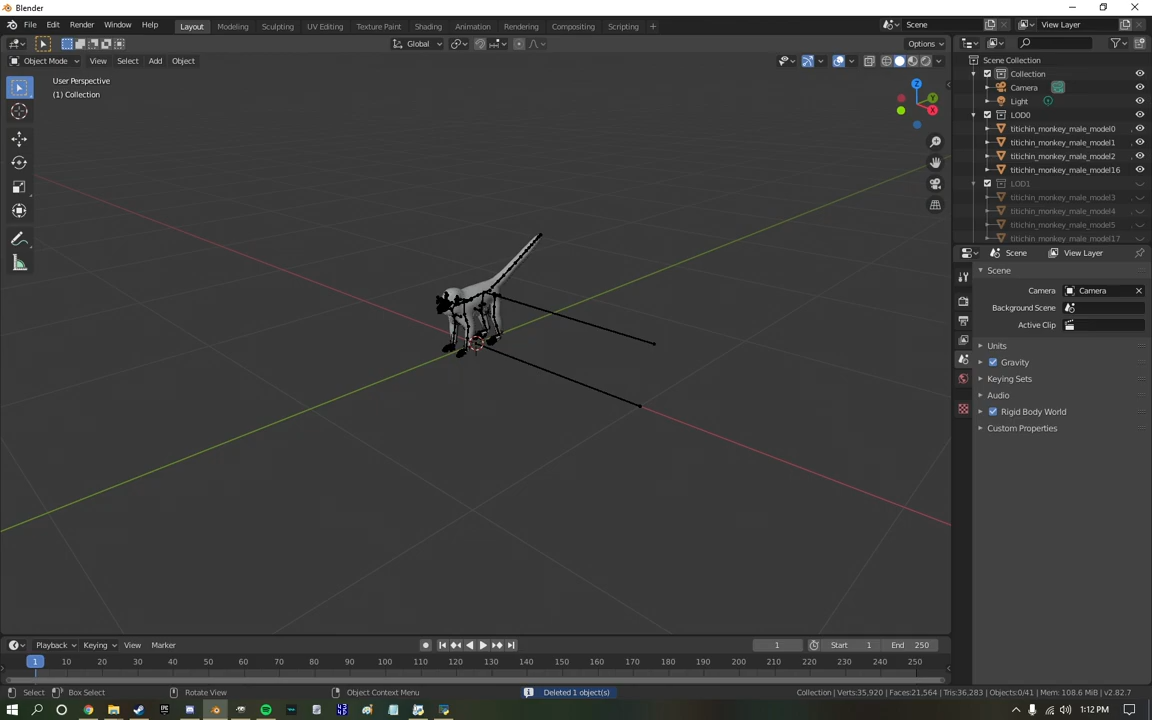 Blender
File Edit Render Window Help
Layout Modeling Sculpting UV Editing Texture Paint Shading Animation Rendering Compositing Scripting +
Scene
View Layer
Global
Options
Object Mode View Select Add Object
User Perspective
(1) Collection
Z
Y
X
Scene Collection
Collection
Camera
Light
LOD0
titichin_monkey_male_model0
titichin_monkey_male_model1
titichin_monkey_male_model2
titichin_monkey_male_model16
LOD1
titichin_monkey_male_model3
titichin_monkey_male_model4
titichin_monkey_male_model5
titichin_monkey_male_model17
Scene View Layer
Scene
Camera Camera
Background Scene
Active Clip
Units
Gravity
Keying Sets
Audio
Rigid Body World
Custom Properties
Playback Keying View Marker
1
Start 1
End 250
1 10 20 30 40 50 60 70 80 90 100 110 120 130 140 150 160 170 180 190 200 210 220 230 240 250
Select
Box Select
Rotate View
Object Context Menu
Deleted 1 object(s)
Collection | Verts:35,920 | Faces:21,564 | Tris:36,283 | Objects:0/41 | Mem: 108.6 MiB | v2.82.7
1:12 PM